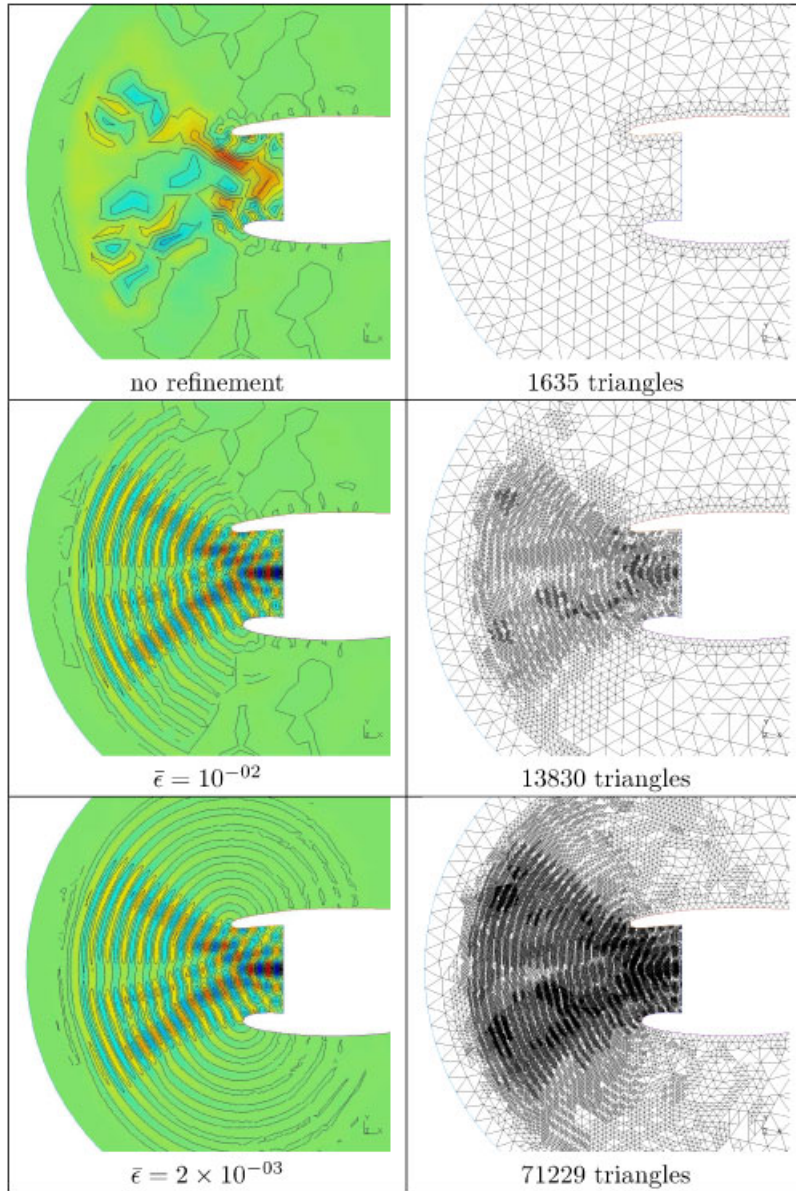 no refinement
1635 triangles
ε̄ = 10⁻⁰²
13830 triangles
ε̄ = 2 × 10⁻⁰³
71229 triangles